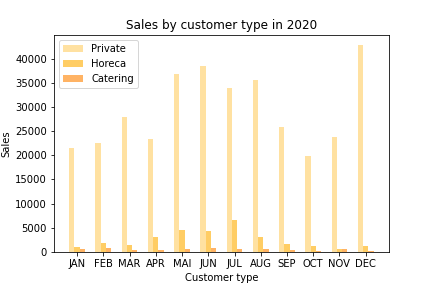 Sales by customer type in 2020
Private
Horeca
Catering
40000
35000
30000
25000
20000
15000
10000
5000
0
Sales
JAN FEB MAR APR MAI JUN JUL AUG SEP OCT NOV DEC
Customer type